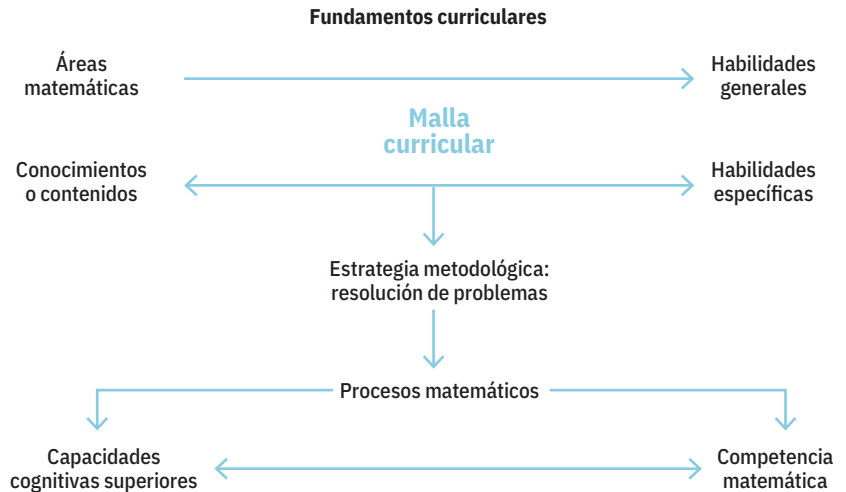 Fundamentos curriculares
Áreas
matemáticas
Habilidades
generales
Malla
curricular
Conocimientos
o contenidos
Habilidades
específicas
Estrategia metodológica:
resolución de problemas
Procesos matemáticos
Capacidades
cognitivas superiores
Competencia
matemática